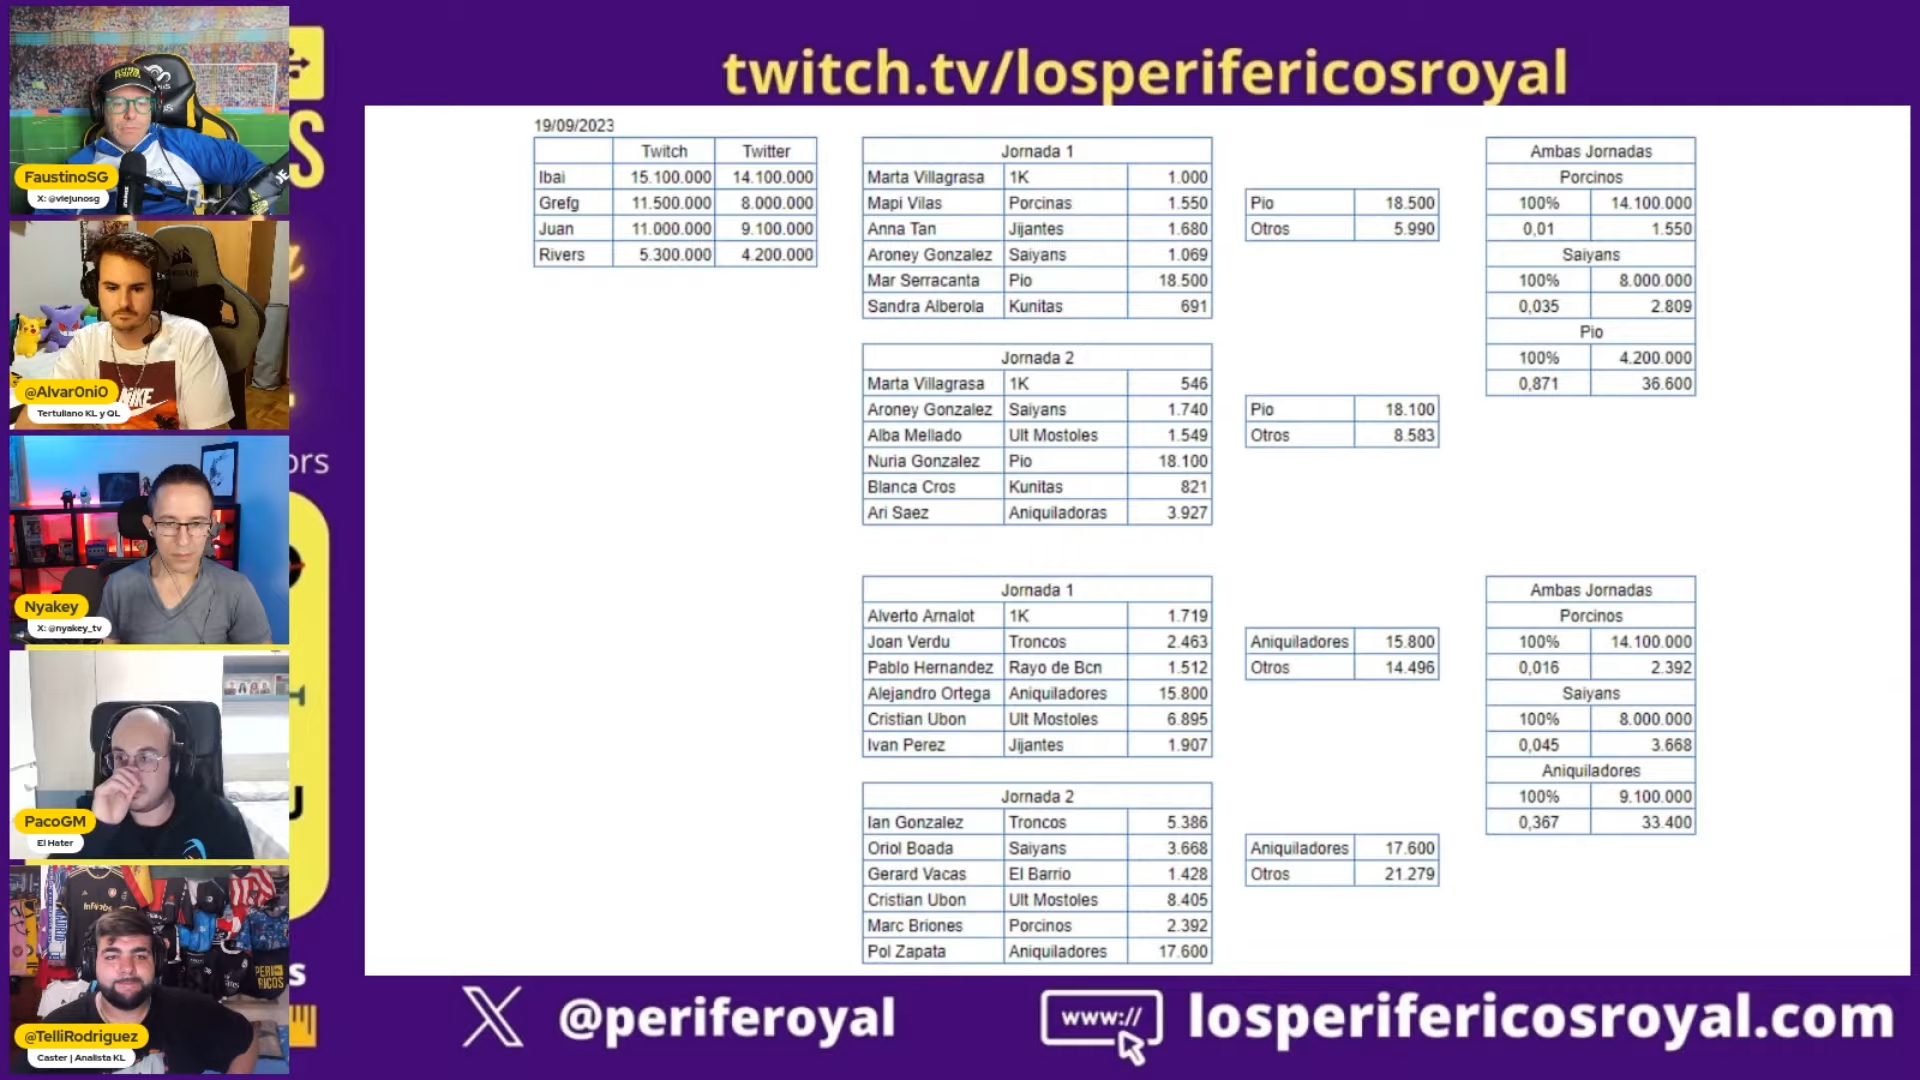 twitch.tv/losperifericosroyal
19/09/2023
Twitch Twitter
Ibai 15.100.000 14.100.000
Grefg 11.500.000 8.000.000
Juan 11.000.000 9.100.000
Rivers 5.300.000 4.200.000
Jornada 1
Marta Villagrasa 1K 1.000
Mapi Vilas Porcinas 1.550
Anna Tan Jijantes 1.680
Aroney Gonzalez Saiyans 1.069
Mar Serracanta Pio 18.500
Sandra Alberola Kunitas 691
Pio 18.500
Otros 5.990
Jornada 2
Marta Villagrasa 1K 546
Aroney Gonzalez Saiyans 1.740
Alba Mellado Ult Mostoles 1.549
Nuria Gonzalez Pio 18.100
Blanca Cros Kunitas 821
Ari Saez Aniquiladoras 3.927
Pio 18.100
Otros 8.583
Ambas Jornadas
Porcinos
100% 14.100.000
0,01 1.550
Saiyans
100% 8.000.000
0,035 2.809
Pio
100% 4.200.000
0,871 36.600
Jornada 1
Alverto Arnalot 1K 1.719
Joan Verdu Troncos 2.463
Pablo Hernandez Rayo de Bcn 1.512
Alejandro Ortega Aniquiladores 15.800
Cristian Ubon Ult Mostoles 6.895
Ivan Perez Jijantes 1.907
Aniquiladores 15.800
Otros 14.496
Jornada 2
Ian Gonzalez Troncos 5.386
Oriol Boada Saiyans 3.668
Gerard Vacas El Barrio 1.428
Cristian Ubon Ult Mostoles 8.405
Marc Briones Porcinos 2.392
Pol Zapata Aniquiladores 17.600
Aniquiladores 17.600
Otros 21.279
Ambas Jornadas
Porcinos
100% 14.100.000
0,016 2.392
Saiyans
100% 8.000.000
0,045 3.668
Aniquiladores
100% 9.100.000
0,367 33.400
FaustinoSG
X: @viejunosg
@Alvar0ni0
Tertuliano KL y QL
NIKE
Nyakey
X: @nyakey_tv
PacoGM
El Hater
@TelliRodriguez
Caster | Analista KL
@periferoyal
www://
losperifericosroyal.com